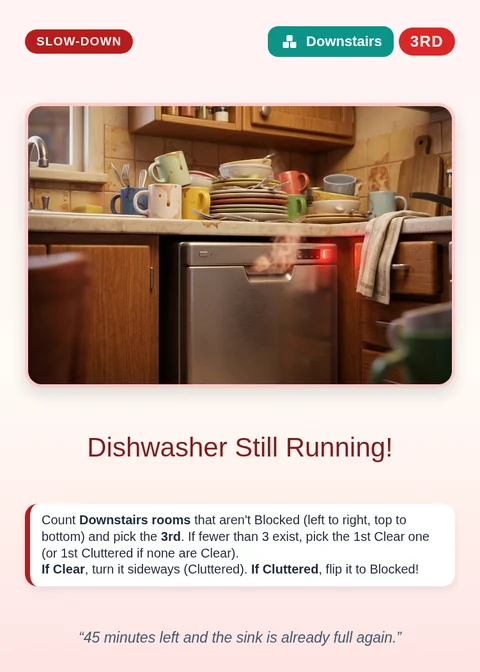 SLOW-DOWN
Downstairs
3RD
Dishwasher Still Running!
Count Downstairs rooms that aren't Blocked (left to right, top to
bottom) and pick the 3rd. If fewer than 3 exist, pick the 1st Clear one
(or 1st Cluttered if none are Clear).
If Clear, turn it sideways (Cluttered). If Cluttered, flip it to Blocked!
“45 minutes left and the sink is already full again.”